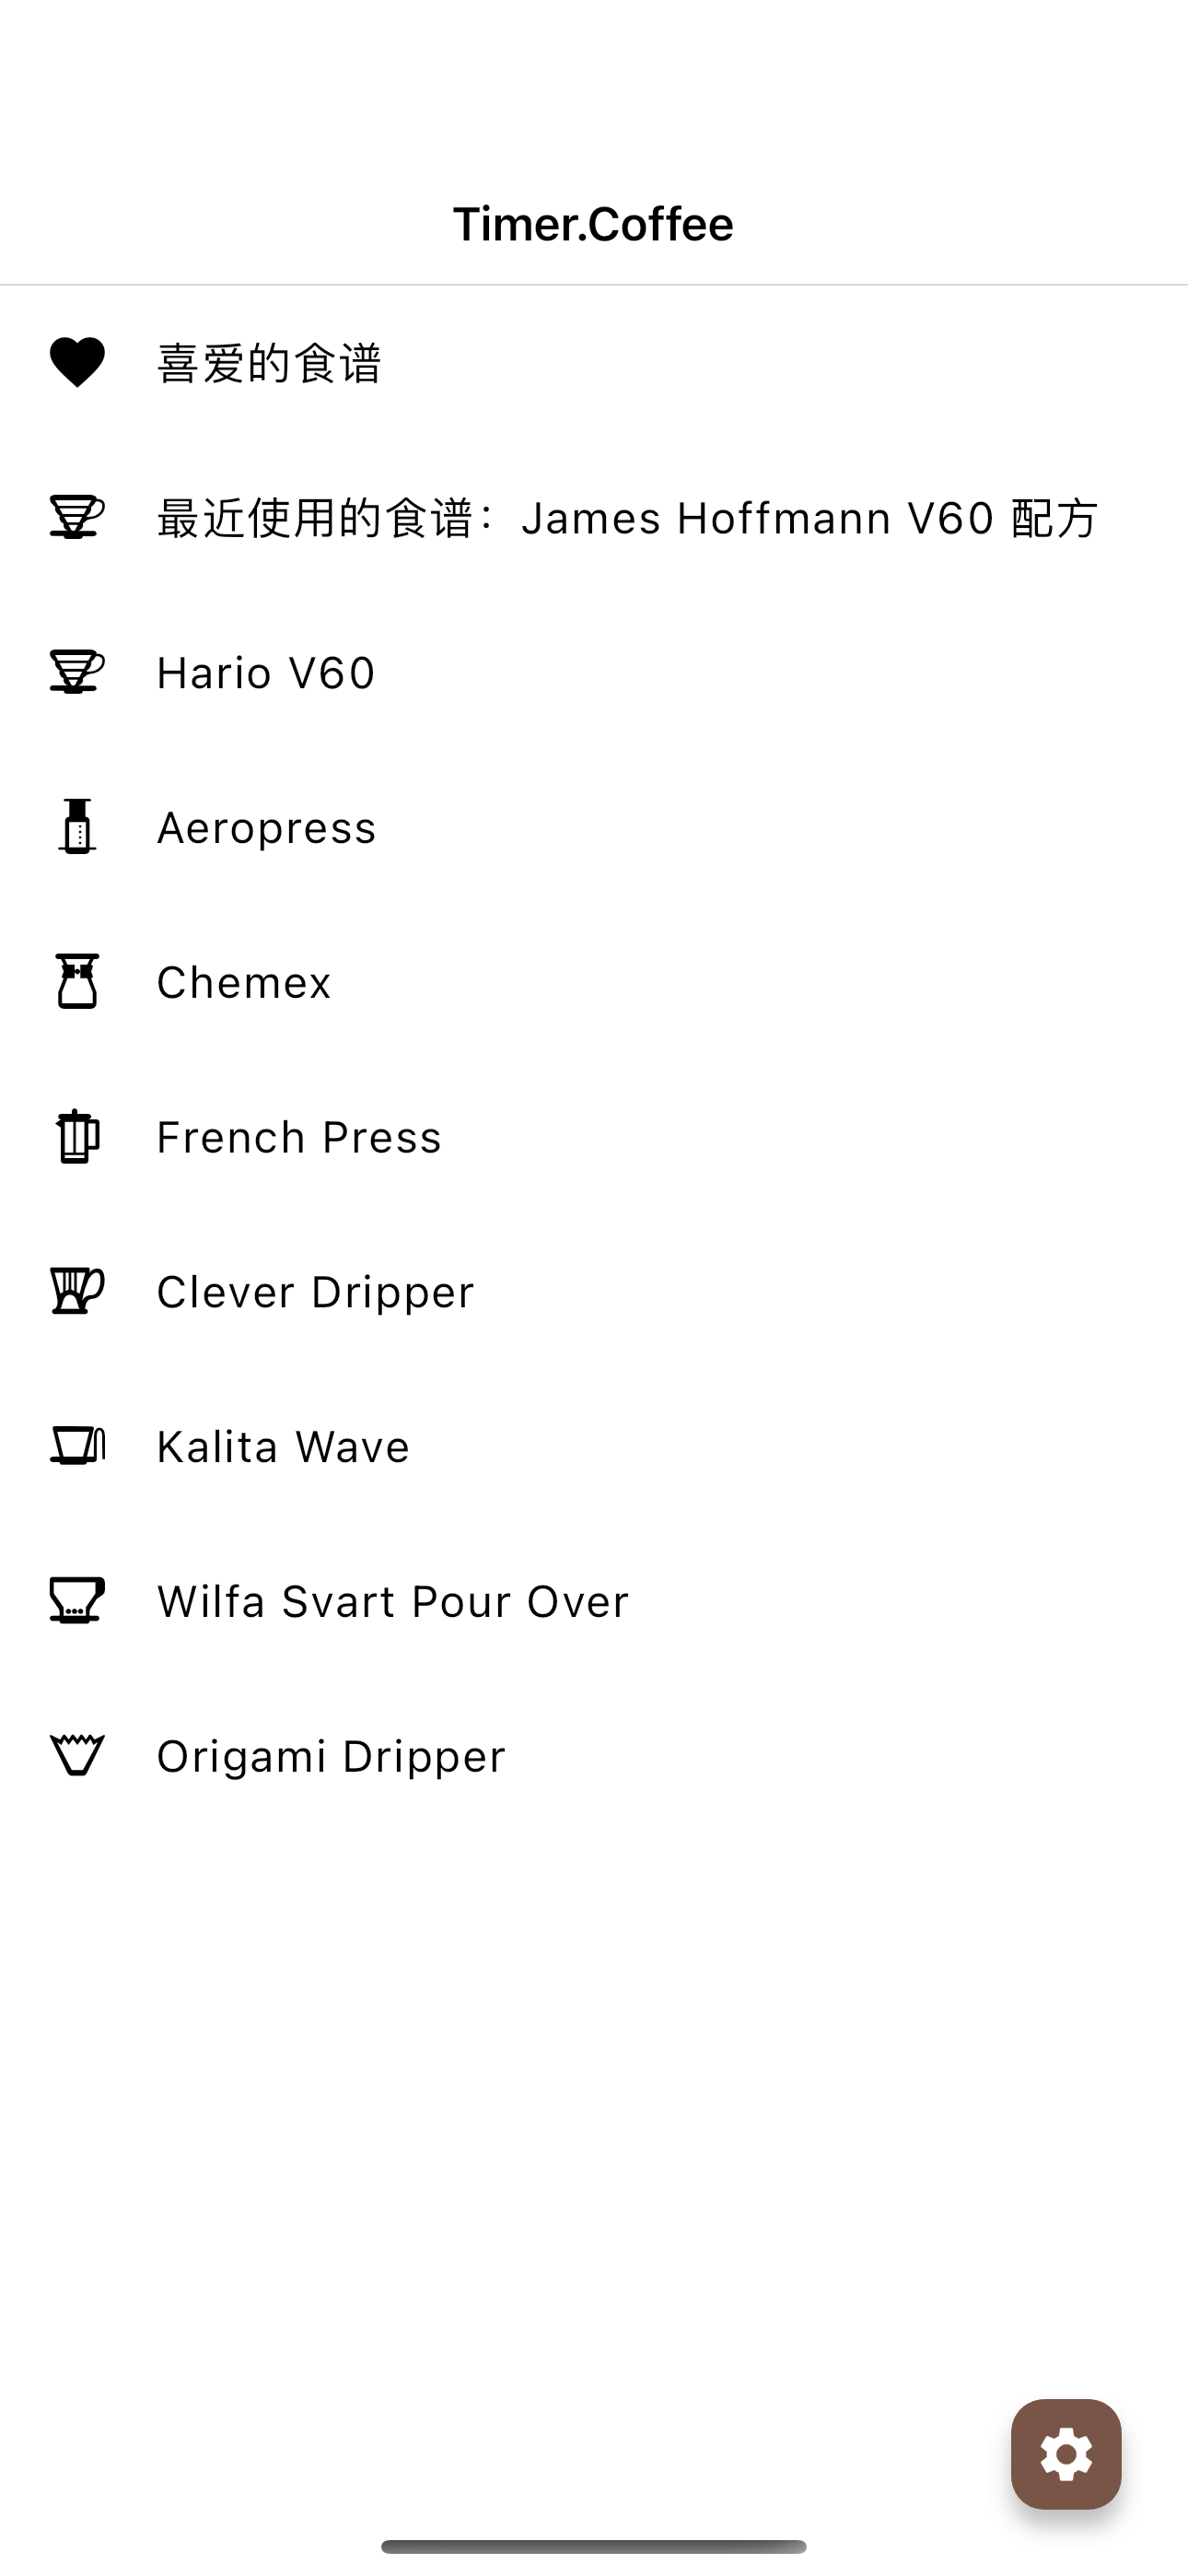 Timer.Coffee
喜爱的食谱
最近使用的食谱：James Hoffmann V60 配方
Hario V60
Aeropress
Chemex
French Press
Clever Dripper
Kalita Wave
Wilfa Svart Pour Over
Origami Dripper